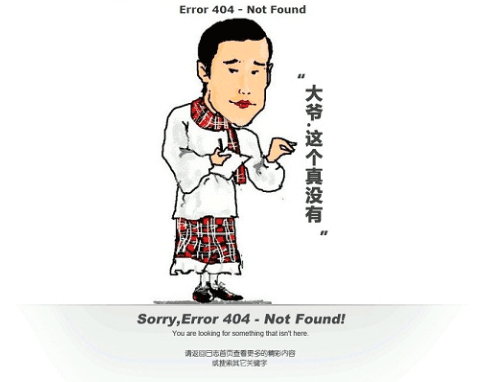 Error 404 - Not Found
“大爷·这个真没有”
Sorry,Error 404 - Not Found!
You are looking for something that isn't here.
请返回日志首页查看更多的精彩内容
或搜索其它关键字